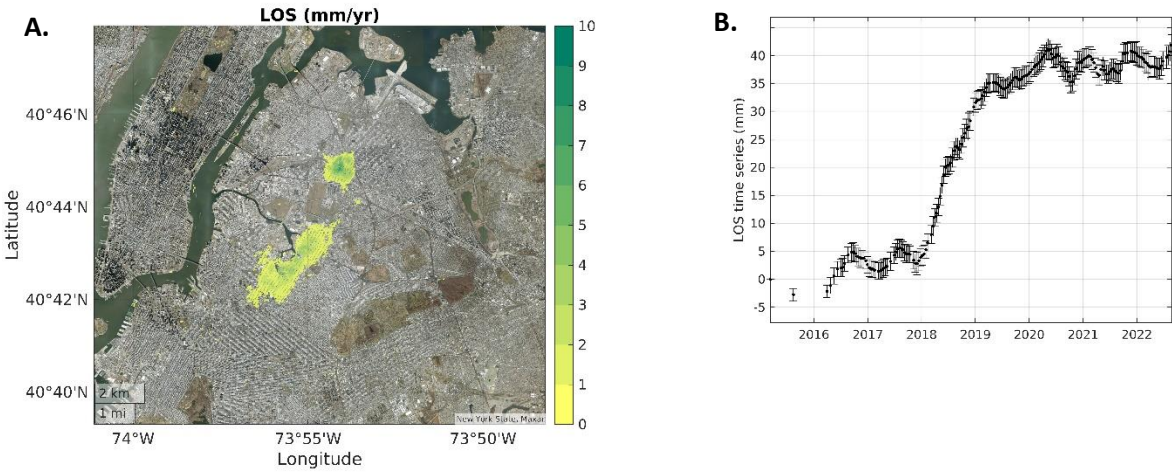 A.
LOS (mm/yr)
40°46'N
40°44'N
40°42'N
40°40'N
Latitude
2 km
1 mi
New York State, Maxar
74°W
73°55'W
73°50'W
Longitude
10
9
8
7
6
5
4
3
2
1
0
B.
LOS time series (mm)
40
35
30
25
20
15
10
5
0
-5
2016
2017
2018
2019
2020
2021
2022